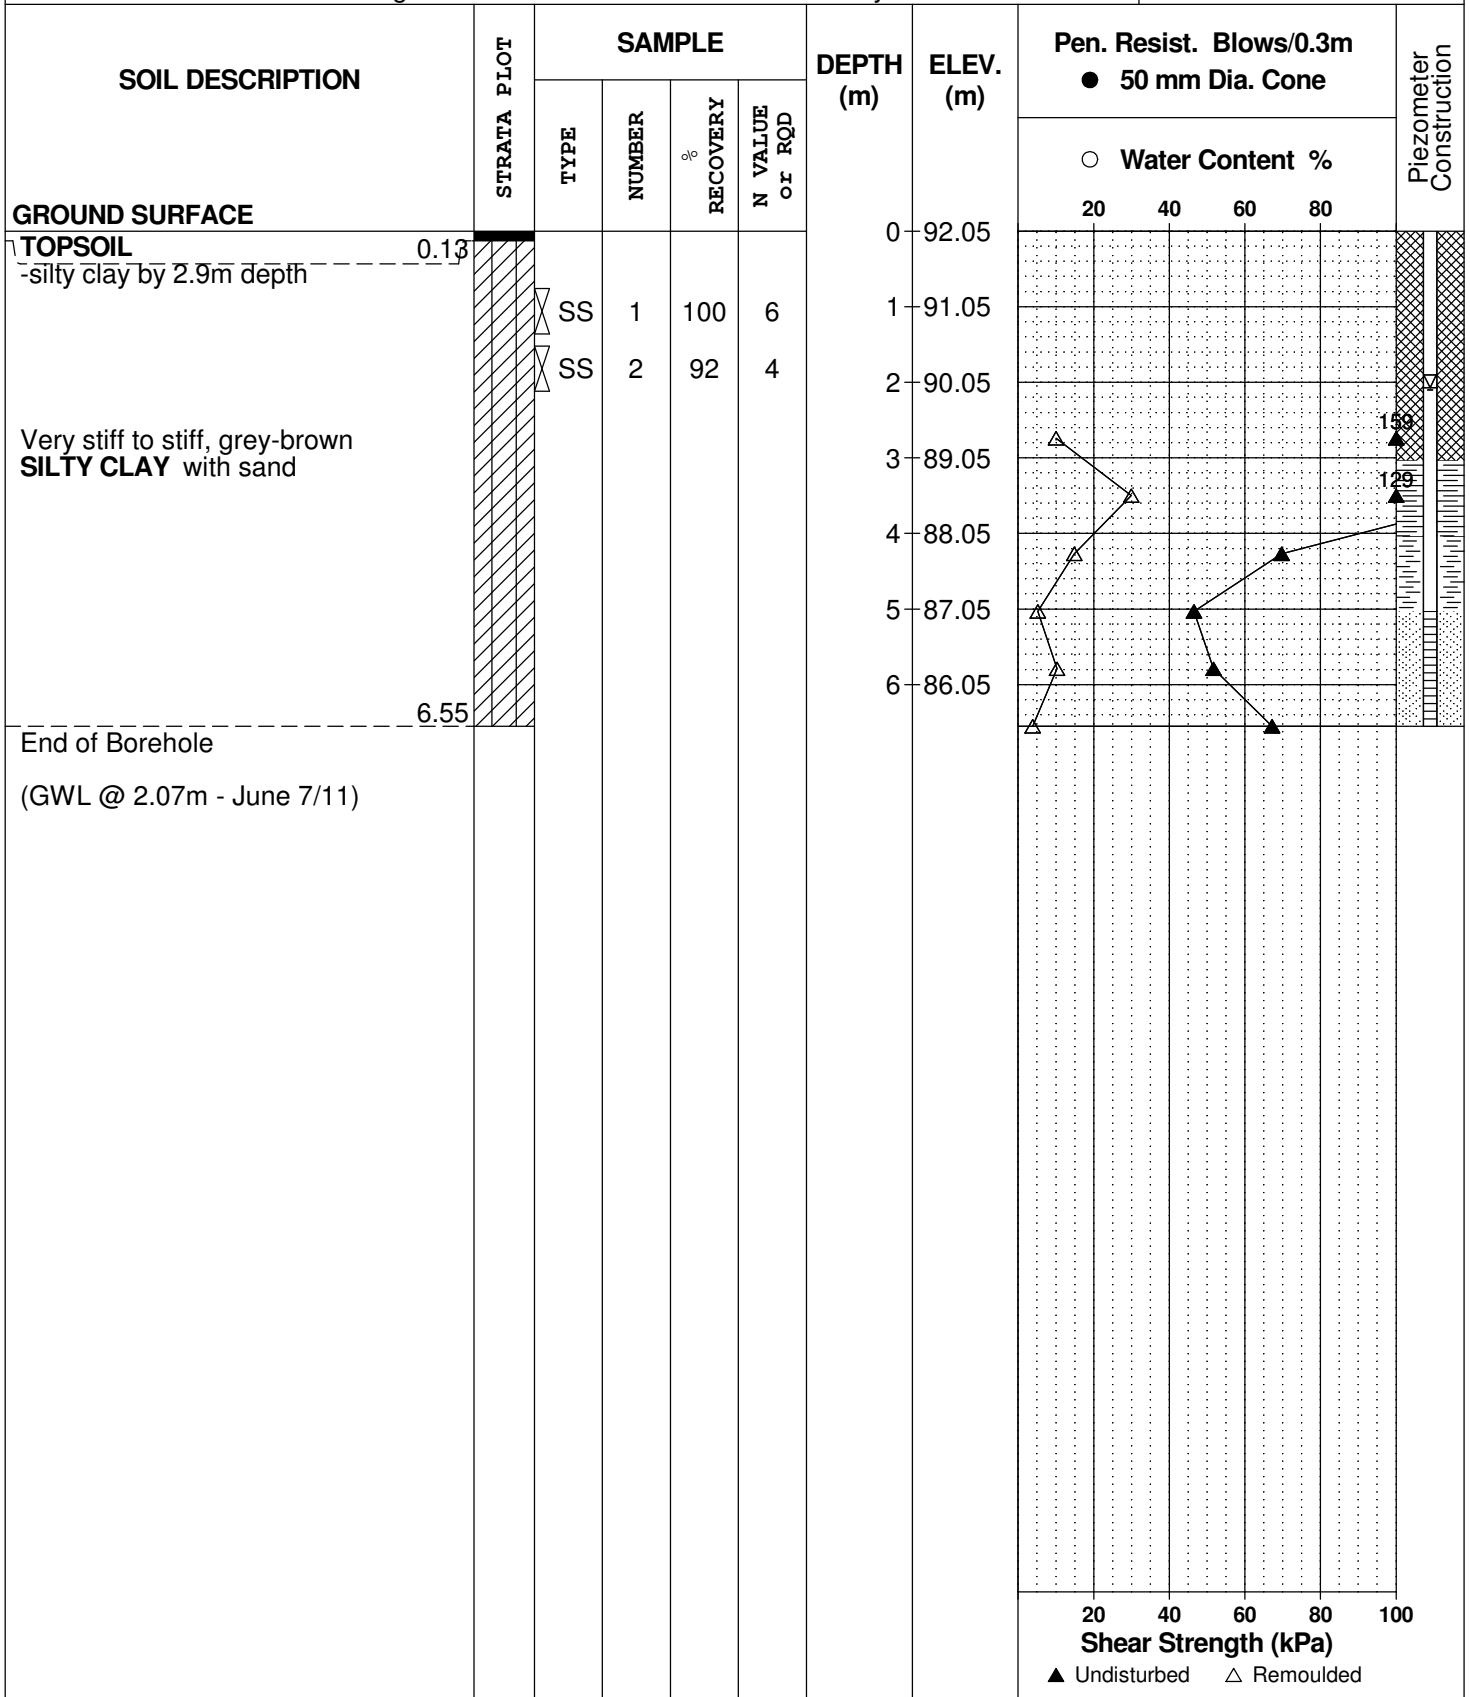 SOIL DESCRIPTION
STRATA PLOT
SAMPLE
TYPE
NUMBER
% RECOVERY
N VALUE or RQD
DEPTH (m)
ELEV. (m)
Pen. Resist. Blows/0.3m
● 50 mm Dia. Cone
○ Water Content %
20 40 60 80
Piezometer Construction
GROUND SURFACE
0 92.05
TOPSOIL 0.13
-silty clay by 2.9m depth
SS 1 100 6
1 91.05
SS 2 92 4
2 90.05
159
Very stiff to stiff, grey-brown
SILTY CLAY with sand
3 89.05
129
4 88.05
5 87.05
6 86.05
6.55
End of Borehole
(GWL @ 2.07m - June 7/11)
20 40 60 80 100
Shear Strength (kPa)
▲ Undisturbed △ Remoulded